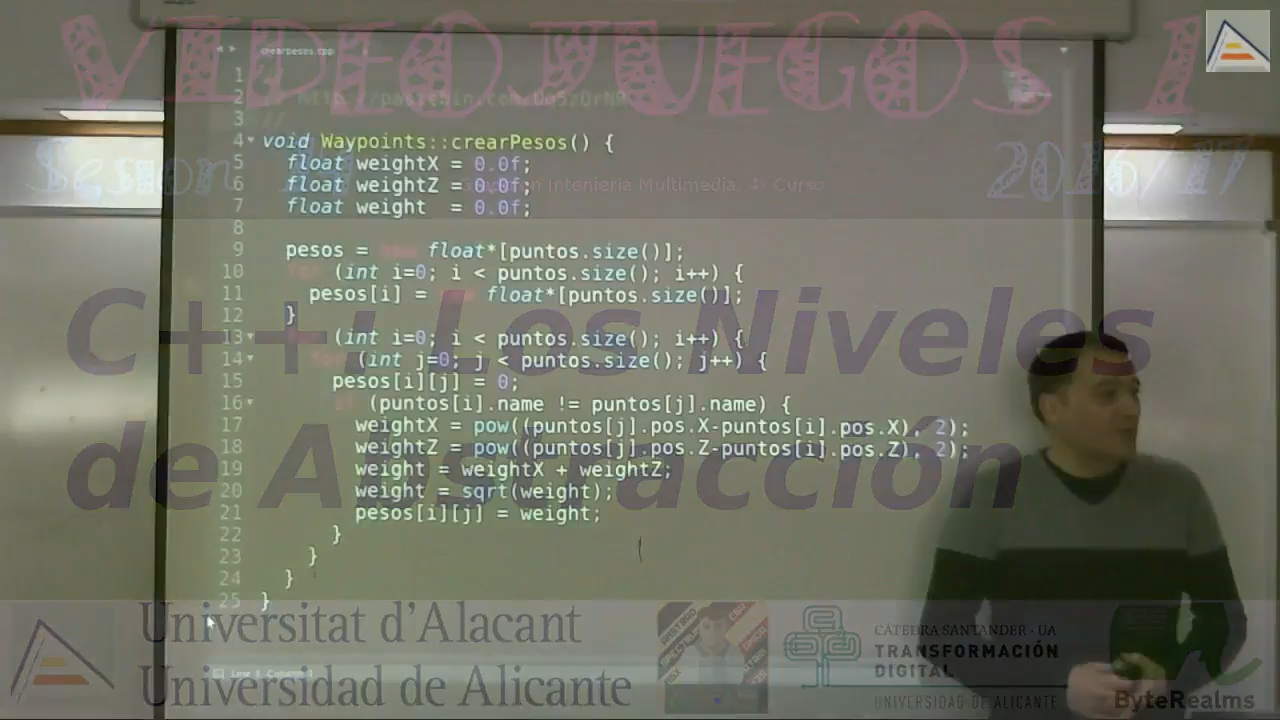 VIDEOJUEGOS 1
Sesion
2016/17
Grado en Inteniería Multimedia. 4º Curso
C++: Los Niveles
de Abstracción
crearpesos.cpp
1
2
3 //
4 void Waypoints::crearPesos() {
5 float weightX = 0.0f;
6 float weightZ = 0.0f;
7 float weight = 0.0f;
8
9 pesos = new float*[puntos.size()];
10 for (int i=0; i < puntos.size(); i++) {
11 pesos[i] = new float*[puntos.size()];
12 }
13 for (int i=0; i < puntos.size(); i++) {
14 for (int j=0; j < puntos.size(); j++) {
15 pesos[i][j] = 0;
16 if (puntos[i].name != puntos[j].name) {
17 weightX = pow((puntos[j].pos.X-puntos[i].pos.X), 2);
18 weightZ = pow((puntos[j].pos.Z-puntos[i].pos.Z), 2);
19 weight = weightX + weightZ;
20 weight = sqrt(weight);
21 pesos[i][j] = weight;
22 }
23 }
24 }
25 }
Universitat d'Alacant
Universidad de Alicante
CÁTEDRA SANTANDER · UA
TRANSFORMACIÓN
DIGITAL
UNIVERSIDAD DE ALICANTE
ByteRealms